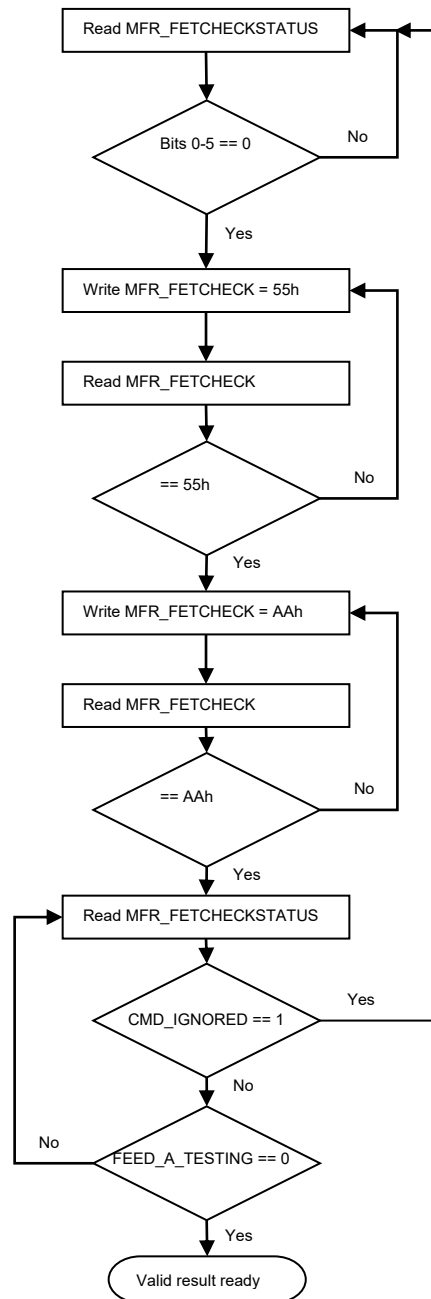 Read MFR_FETCHECKSTATUS
Bits 0-5 == 0
No
Yes
Write MFR_FETCHECK = 55h
Read MFR_FETCHECK
== 55h
No
Yes
Write MFR_FETCHECK = AAh
Read MFR_FETCHECK
== AAh
No
Yes
Read MFR_FETCHECKSTATUS
Yes
CMD_IGNORED == 1
No
No
FEED_A_TESTING == 0
Yes
Valid result ready